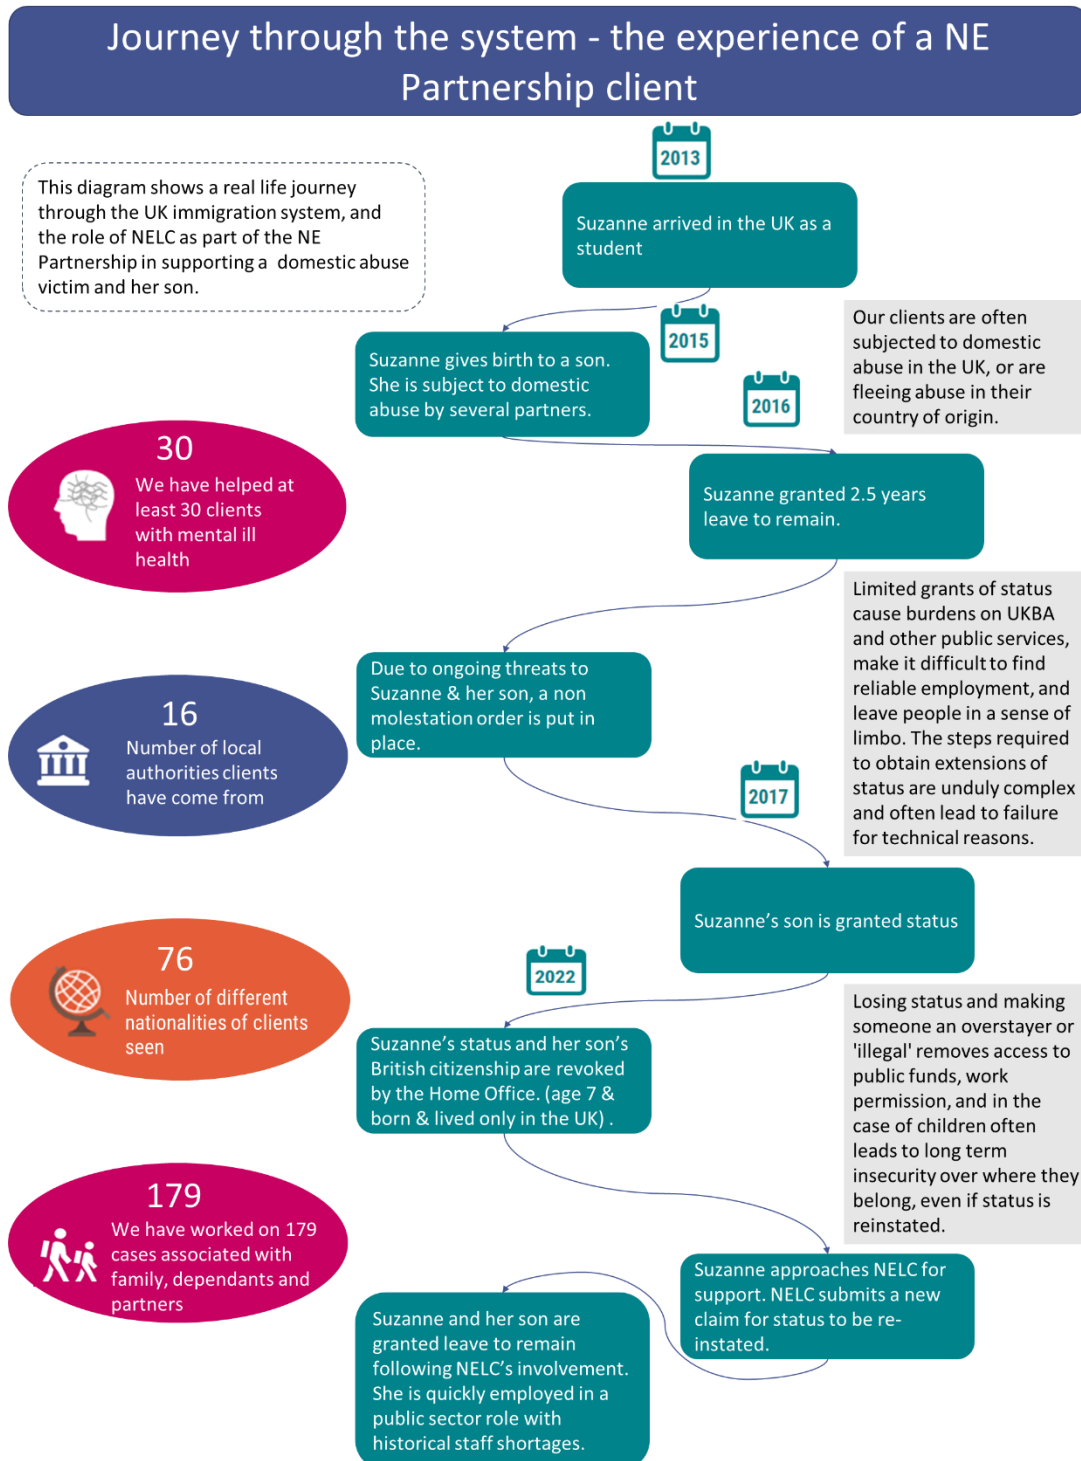 Journey through the system - the experience of a NE
Partnership client
This diagram shows a real life journey
through the UK immigration system, and
the role of NELC as part of the NE
Partnership in supporting a domestic abuse
victim and her son.
2013
Suzanne arrived in the UK as a
student
2015
Suzanne gives birth to a son.
She is subject to domestic
abuse by several partners.
Our clients are often
subjected to domestic
abuse in the UK, or are
fleeing abuse in their
country of origin.
2016
Suzanne granted 2.5 years
leave to remain.
30
We have helped at
least 30 clients
with mental ill
health
Limited grants of status
cause burdens on UKBA
and other public services,
make it difficult to find
reliable employment, and
leave people in a sense of
limbo. The steps required
to obtain extensions of
status are unduly complex
and often lead to failure
for technical reasons.
Due to ongoing threats to
Suzanne & her son, a non
molestation order is put in
place.
16
Number of local
authorities clients
have come from
2017
Suzanne's son is granted status
76
Number of different
nationalities of clients
seen
2022
Suzanne's status and her son's
British citizenship are revoked
by the Home Office. (age 7 &
born & lived only in the UK) .
Losing status and making
someone an overstayer or
'illegal' removes access to
public funds, work
permission, and in the
case of children often
leads to long term
insecurity over where they
belong, even if status is
reinstated.
179
We have worked on 179
cases associated with
family, dependants and
partners
Suzanne approaches NELC for
support. NELC submits a new
claim for status to be re-
instated.
Suzanne and her son are
granted leave to remain
following NELC's involvement.
She is quickly employed in a
public sector role with
historical staff shortages.